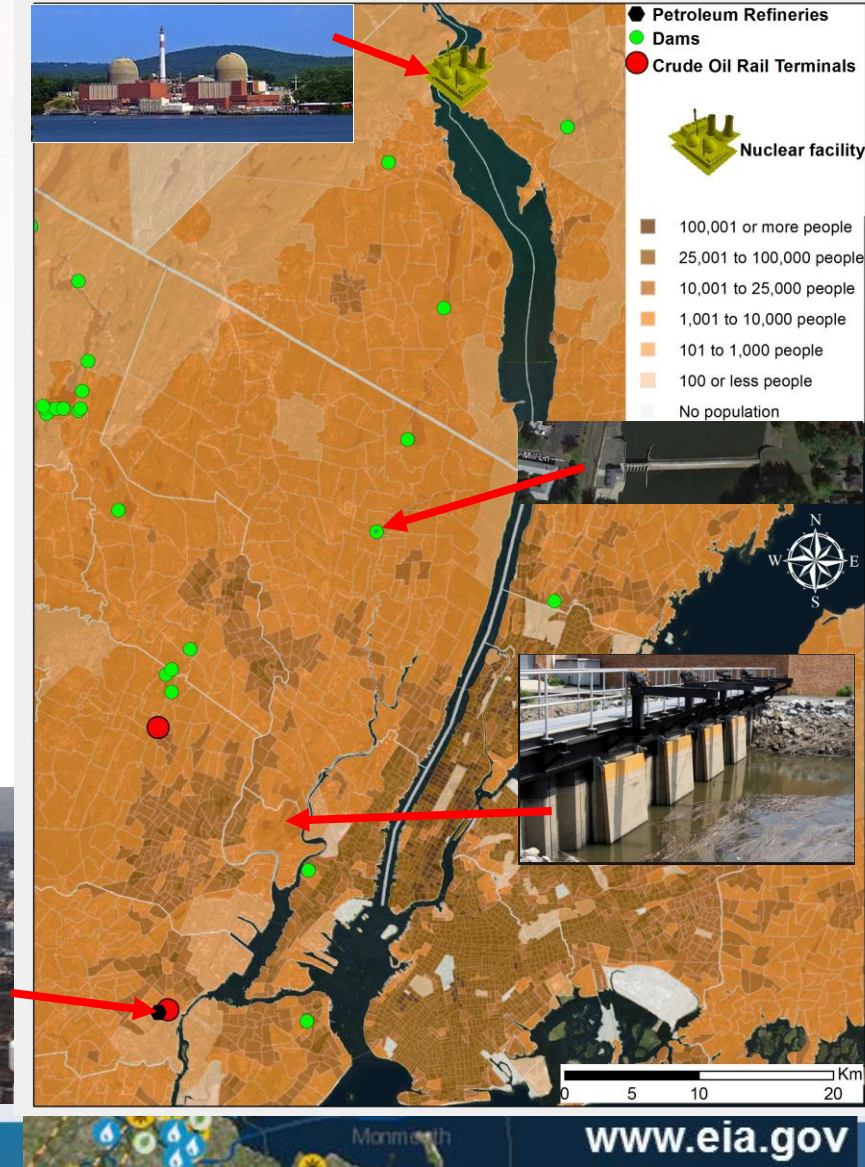 Petroleum Refineries
Dams
Crude Oil Rail Terminals
Nuclear facility
100,001 or more people
25,001 to 100,000 people
10,001 to 25,000 people
1,001 to 10,000 people
101 to 1,000 people
100 or less people
No population
N
W
E
S
Km
0
5
10
20
Monmouth
www.eia.gov